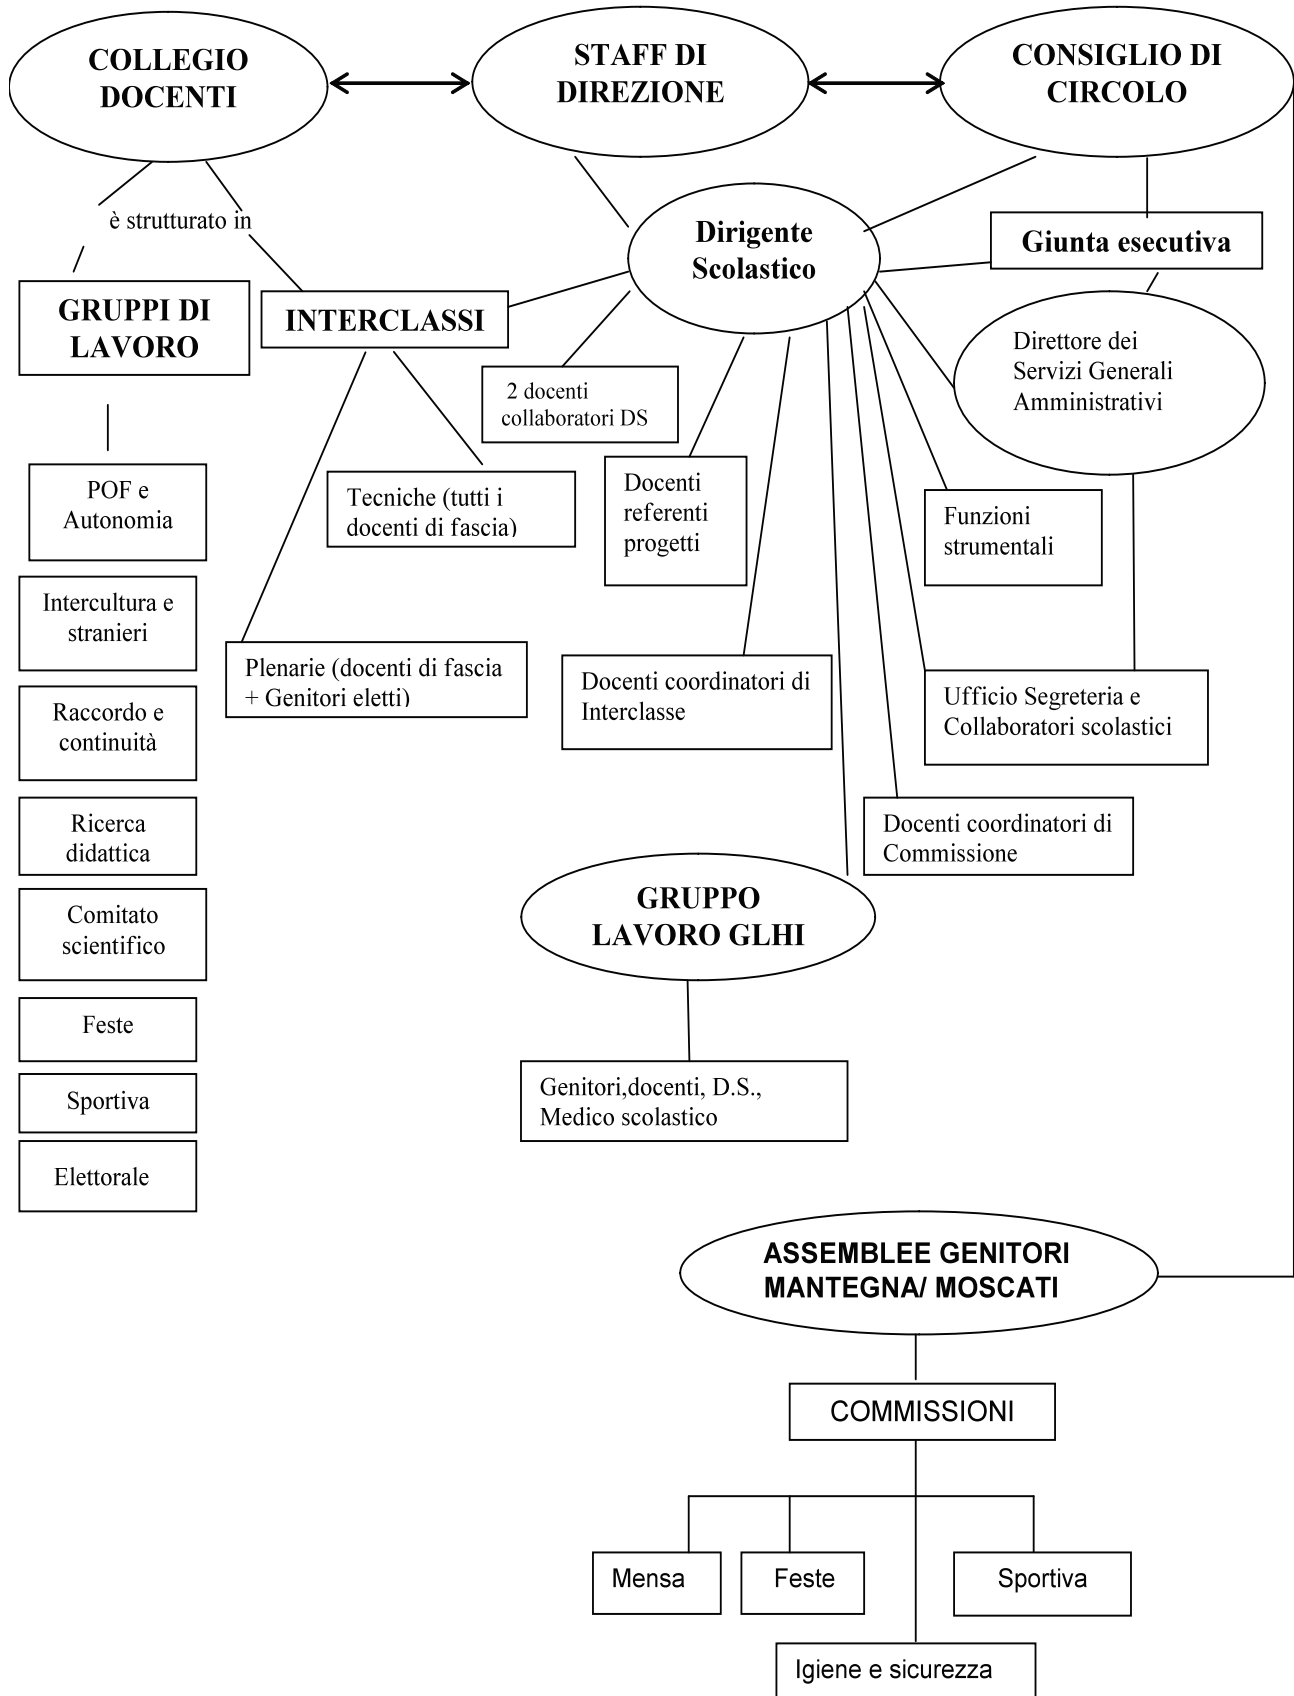 COLLEGIO
DOCENTI
STAFF DI
DIREZIONE
CONSIGLIO DI
CIRCOLO
è strutturato in
Dirigente
Scolastico
Giunta esecutiva
GRUPPI DI
LAVORO
INTERCLASSI
Direttore dei
Servizi Generali
Amministrativi
2 docenti
collaboratori DS
POF e
Autonomia
Tecniche (tutti i
docenti di fascia)
Docenti
referenti
progetti
Funzioni
strumentali
Intercultura e
stranieri
Plenarie (docenti di fascia
+ Genitori eletti)
Docenti coordinatori di
Interclasse
Ufficio Segreteria e
Collaboratori scolastici
Raccordo e
continuità
Ricerca
didattica
Docenti coordinatori di
Commissione
GRUPPO
LAVORO GLHI
Comitato
scientifico
Feste
Sportiva
Elettorale
Genitori,docenti, D.S.,
Medico scolastico
ASSEMBLEE GENITORI
MANTEGNA/ MOSCATI
COMMISSIONI
Mensa
Feste
Sportiva
Igiene e sicurezza